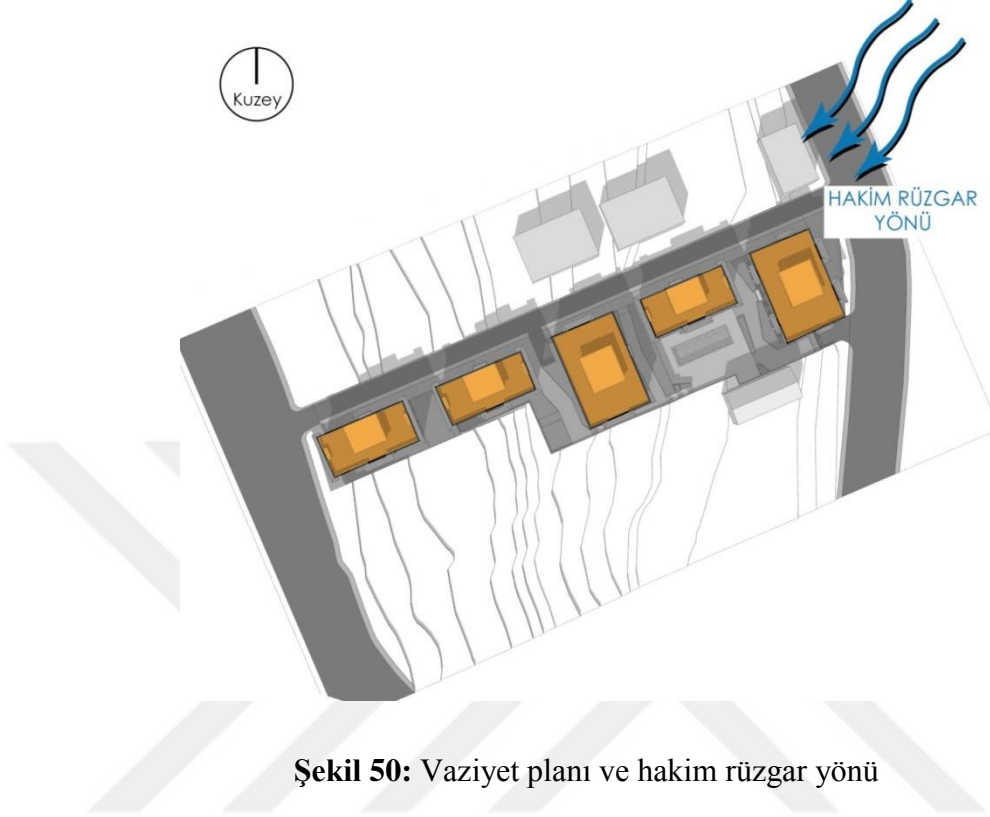 Kuzey
HAKİM RÜZGAR
YÖNÜ
Şekil 50: Vaziyet planı ve hakim rüzgar yönü